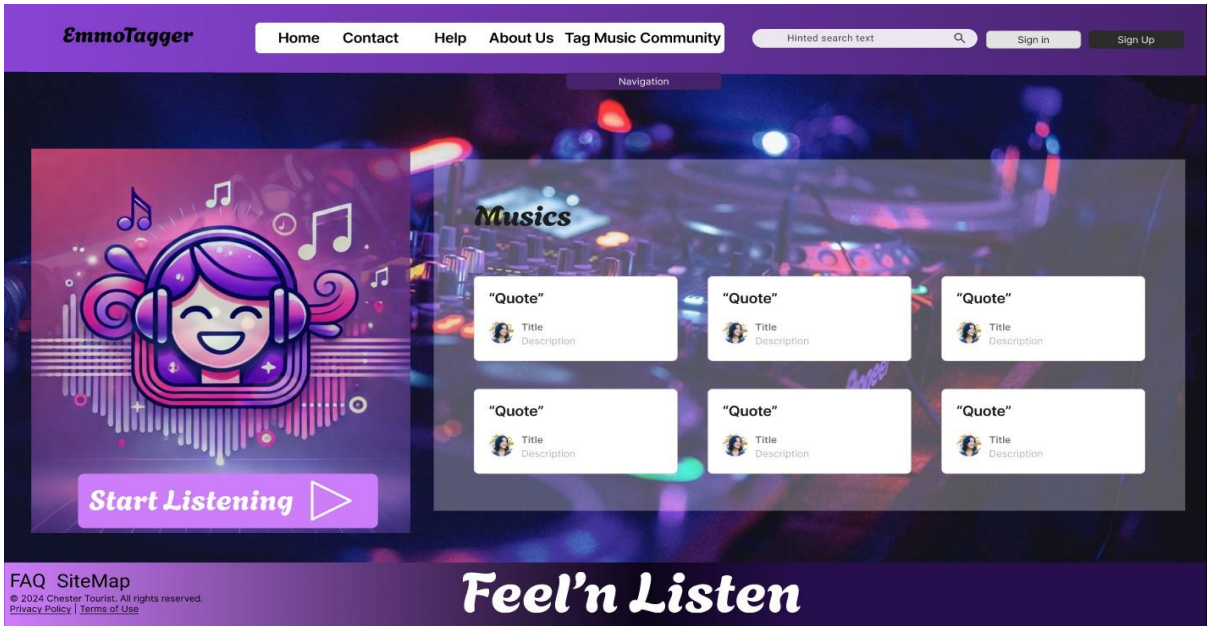 EmmoTagger
Home Contact Help About Us Tag Music Community
Hinted search text
Sign in
Sign Up
Navigation
Musics
“Quote”
Title
Description
“Quote”
Title
Description
“Quote”
Title
Description
“Quote”
Title
Description
“Quote”
Title
Description
“Quote”
Title
Description
Start Listening
FAQ SiteMap
© 2024 Chester Tourist. All rights reserved.
Privacy Policy | Terms of Use
Feel’n Listen